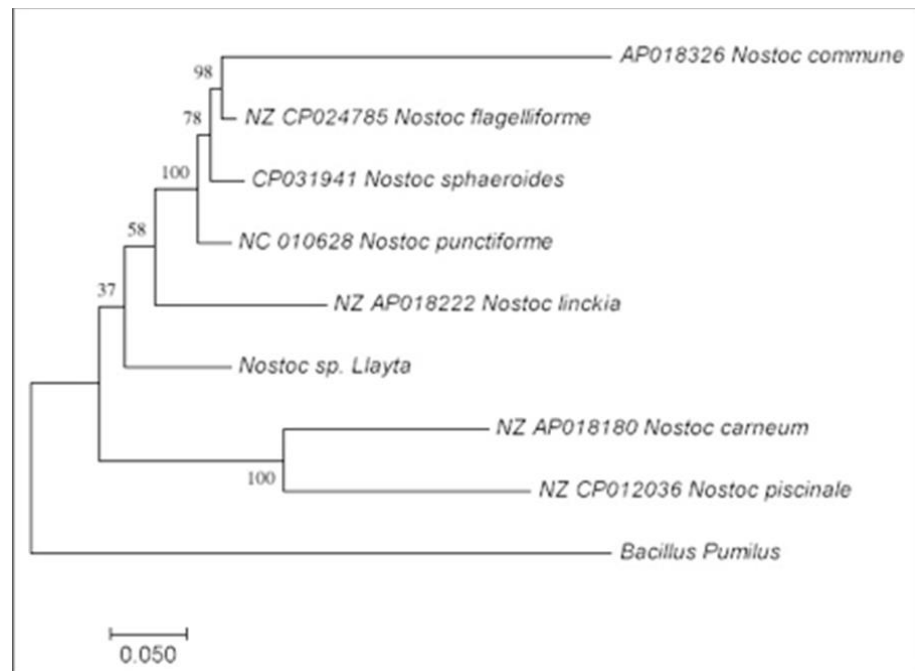 98
AP018326 Nostoc commune
78
NZ CP024785 Nostoc flagelliforme
100
CP031941 Nostoc sphaeroides
58
NC 010628 Nostoc punctiforme
37
NZ AP018222 Nostoc linckia
Nostoc sp. Llayta
NZ AP018180 Nostoc carneum
100
NZ CP012036 Nostoc piscinale
Bacillus Pumilus
0.050